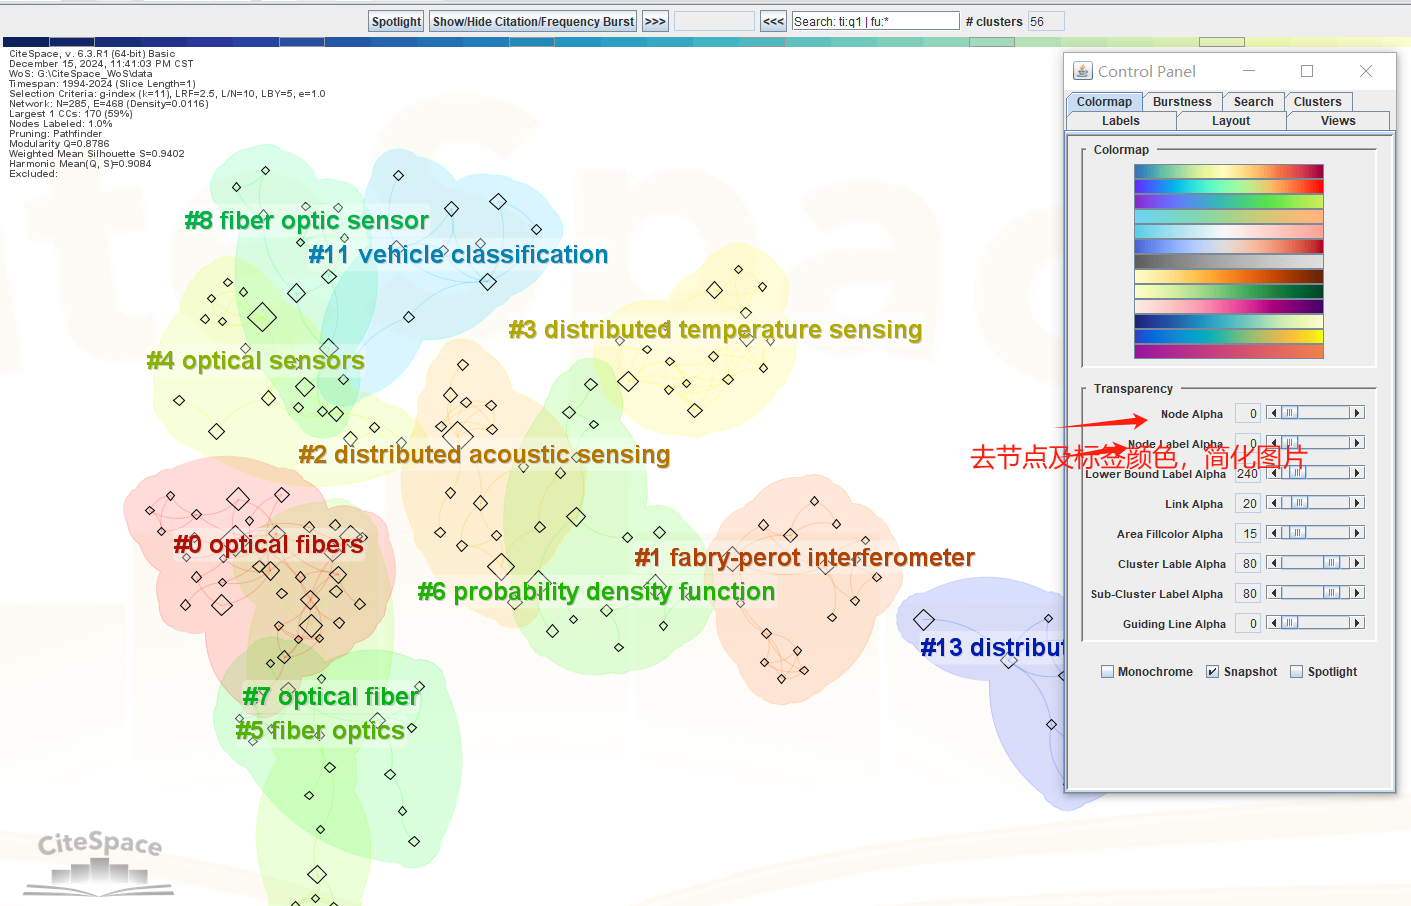 Spotlight Show/Hide Citation/Frequency Burst >>> <<< Search: ti:q1 | fu:* # clusters 56
CiteSpace, v. 6.3.R1 (64-bit) Basic
December 15, 2024, 11:41:03 PM CST
WoS: G:\CiteSpace_WoS\data
Timespan: 1994-2024 (Slice Length=1)
Selection Criteria: g-index (k=11), LRF=2.5, L/N=10, LBY=5, e=1.0
Network: N=285, E=468 (Density=0.0116)
Largest 1 CCs: 170 (59%)
Nodes Labeled: 1.0%
Pruning: Pathfinder
Modularity Q=0.8786
Weighted Mean Silhouette S=0.9402
Harmonic Mean(Q, S)=0.9084
Excluded:
#8 fiber optic sensor
#11 vehicle classification
#3 distributed temperature sensing
#4 optical sensors
#2 distributed acoustic sensing
#0 optical fibers
#1 fabry-perot interferometer
#6 probability density function
#13 distribut
#7 optical fiber
#5 fiber optics
CiteSpace
Control Panel
Colormap Burstness Search Clusters
Labels Layout Views
Colormap
Transparency
Node Alpha 0
Node Label Alpha 0
去节点及标签颜色，简化图片
Lower Bound Label Alpha 240
Link Alpha 20
Area Fillcolor Alpha 15
Cluster Lable Alpha 80
Sub-Cluster Label Alpha 80
Guiding Line Alpha 0
Monochrome Snapshot Spotlight